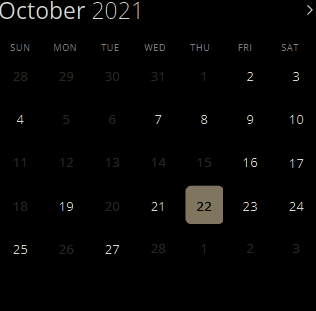 October 2021 >
SUN MON TUE WED THU FRI SAT
28 29 30 31 1 2 3
4 5 6 7 8 9 10
11 12 13 14 15 16 17
18 19 20 21 22 23 24
25 26 27 28 1 2 3